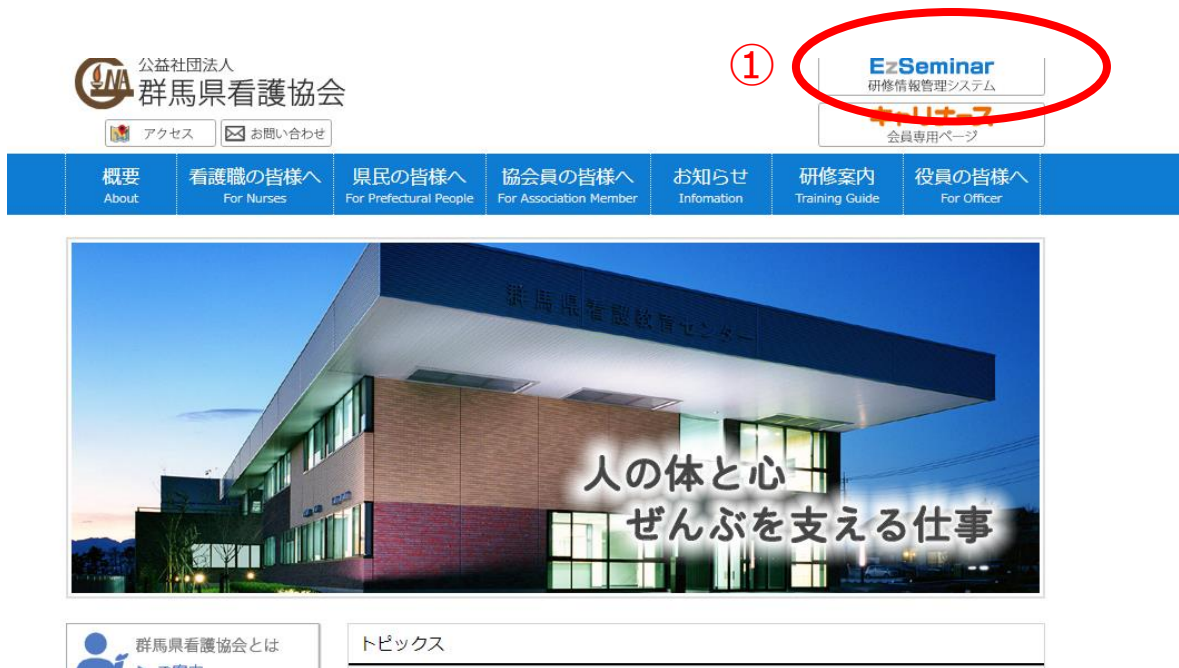 公益社団法人
群馬県看護協会
アクセス
お問い合わせ
①
EzSeminar
研修情報管理システム
キャリナース
会員専用ページ
概要
About
看護職の皆様へ
For Nurses
県民の皆様へ
For Prefectural People
協会員の皆様へ
For Association Member
お知らせ
Infomation
研修案内
Training Guide
役員の皆様へ
For Officer
群馬県看護教育センター
人の体と心
ぜんぶを支える仕事
群馬県看護協会とは
トピックス